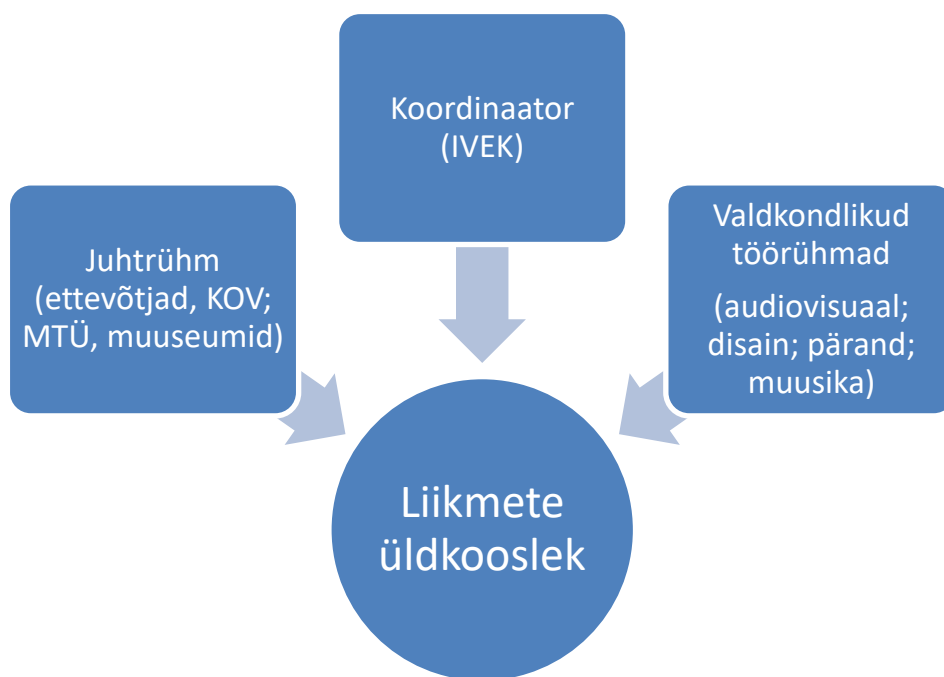 Koordinaator
(IVEK)
Juhtrühm
(ettevõtjad, KOV;
MTÜ, muuseumid)
Valdkondlikud
töörühmad
(audiovisuaal;
disain; pärand;
muusika)
Liikmete
üldkooslek